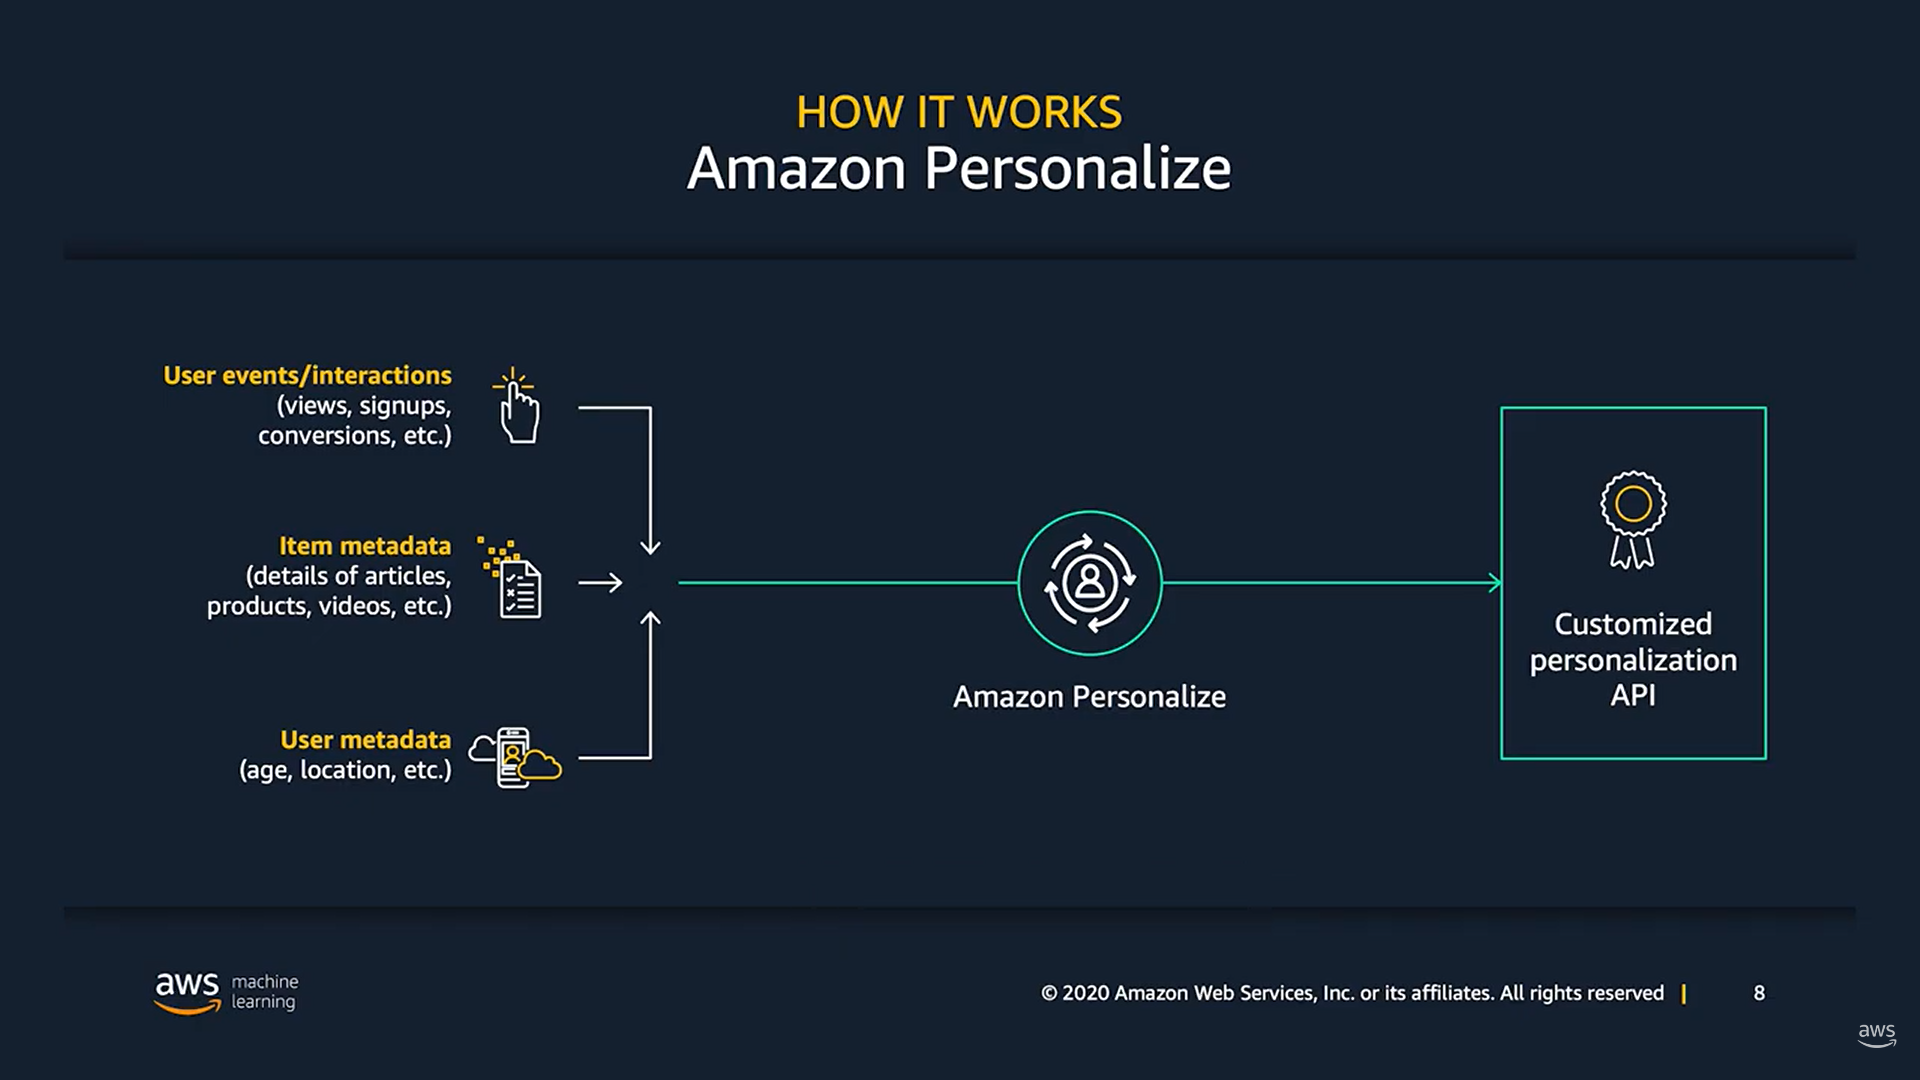 HOW IT WORKS
Amazon Personalize
User events/interactions
(views, signups,
conversions, etc.)
Item metadata
(details of articles,
products, videos, etc.)
User metadata
(age, location, etc.)
Amazon Personalize
Customized
personalization
API
aws machine
learning
© 2020 Amazon Web Services, Inc. or its affiliates. All rights reserved | 8
aws